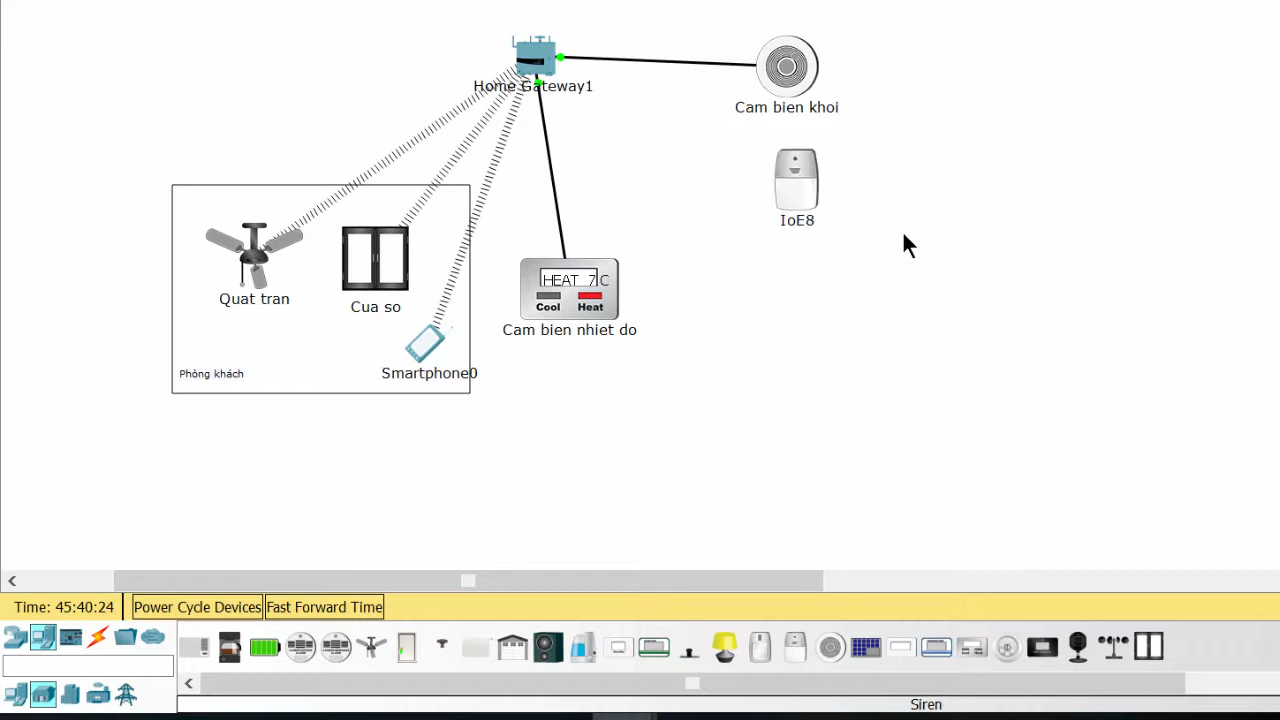 Home Gateway1
Cam bien khoi
IoE8
HEAT 7 C
Cool Heat
Quat tran
Cua so
Cam bien nhiet do
Smartphone0
Phòng khách
Time: 45:40:24
Power Cycle Devices
Fast Forward Time
Siren